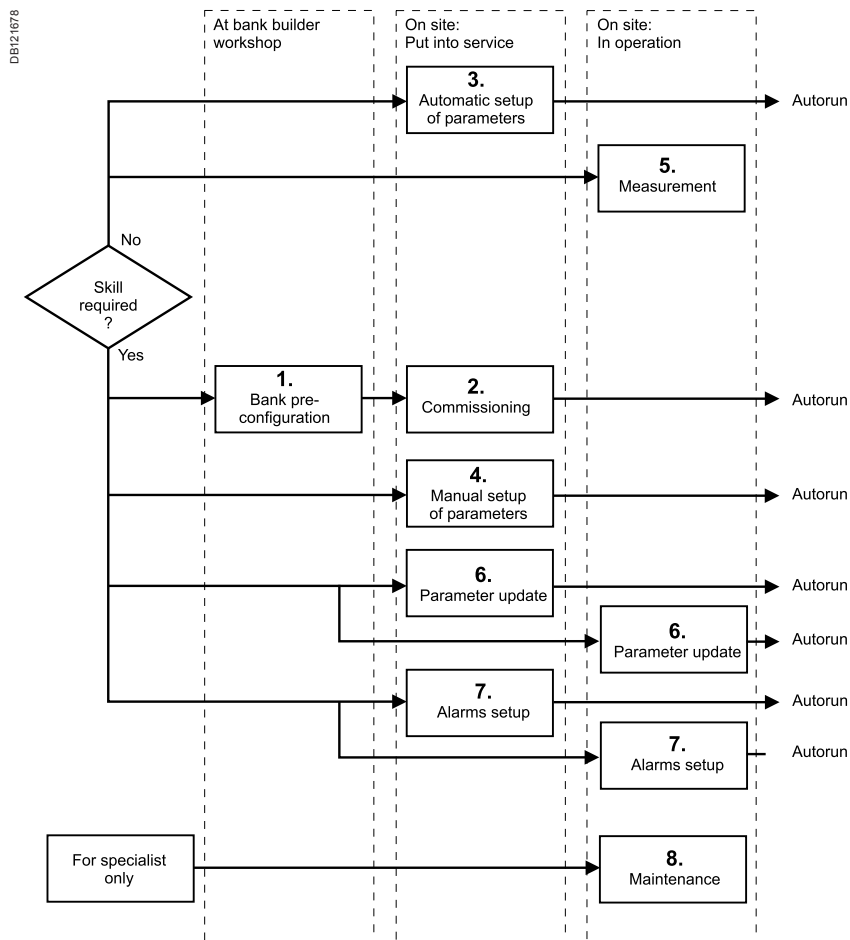 DB121678
At bank builder
workshop
On site:
Put into service
On site:
In operation
3.
Automatic setup
of parameters
Autorun
5.
Measurement
No
Skill
required
?
Yes
1.
Bank pre-
configuration
2.
Commissioning
Autorun
4.
Manual setup
of parameters
Autorun
6.
Parameter update
Autorun
6.
Parameter update
Autorun
7.
Alarms setup
Autorun
7.
Alarms setup
Autorun
For specialist
only
8.
Maintenance